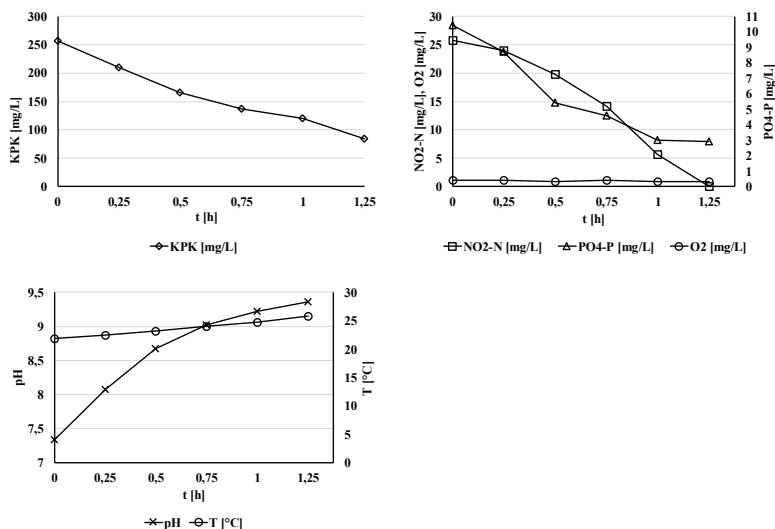 300
250
200
150
100
50
0
KPK [mg/L]
0 0,25 0,5 0,75 1 1,25
t [h]
KPK [mg/L]
30
25
20
15
10
5
0
NO2-N [mg/L], O2 [mg/L]
11
10
9
8
7
6
5
4
3
2
1
0
PO4-P [mg/L]
0 0,25 0,5 0,75 1 1,25
t [h]
NO2-N [mg/L] PO4-P [mg/L] O2 [mg/L]
9,5
9
8,5
8
7,5
7
pH
30
25
20
15
10
5
0
T [°C]
0 0,25 0,5 0,75 1 1,25
t [h]
pH T [°C]